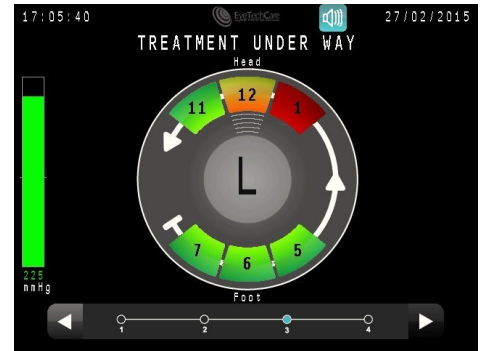 17:05:40 EyeTechCare 27/02/2015
TREATMENT UNDER WAY
Head
11 12 1
L
7 6 5
225
mmHg
Foot
1 2 3 4